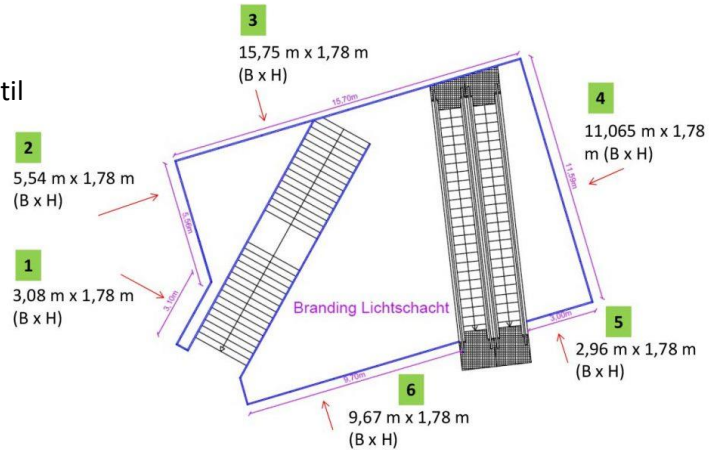 3
15,75 m x 1,78 m
(B x H)
til
15,70m
4
11,065 m x 1,78
m (B x H)
11,59m
2
5,54 m x 1,78 m
(B x H)
5,56m
1
3,08 m x 1,78 m
(B x H)
3,10m
Branding Lichtschacht
5
3,00m
2,96 m x 1,78 m
(B x H)
9,70m
6
9,67 m x 1,78 m
(B x H)